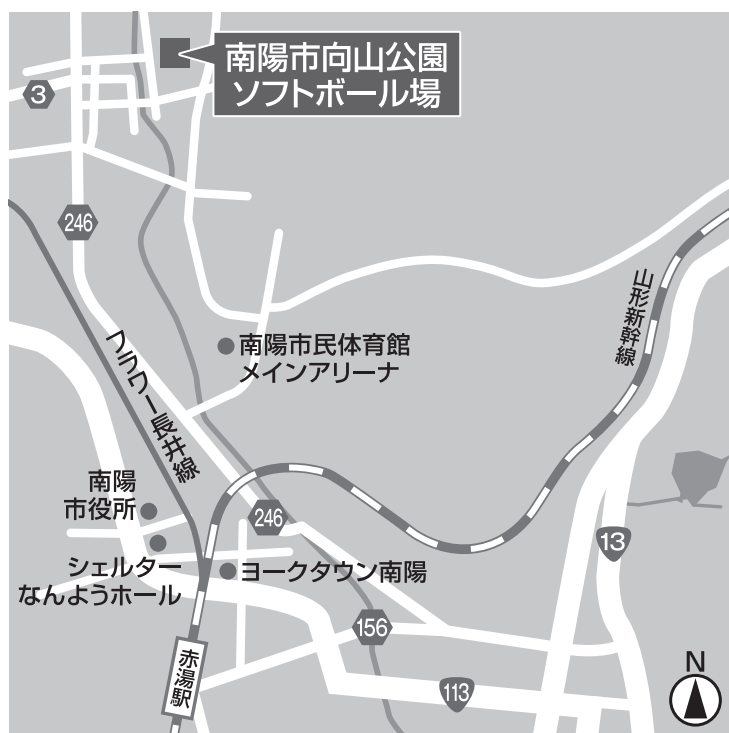 南陽市向山公園
ソフトボール場
3
246
山形新幹線
南陽市民体育館
メインアリーナ
フラワー長井線
南陽
市役所
246
13
シェルター
なんようホール
ヨークタウン南陽
156
赤湯駅
113
N